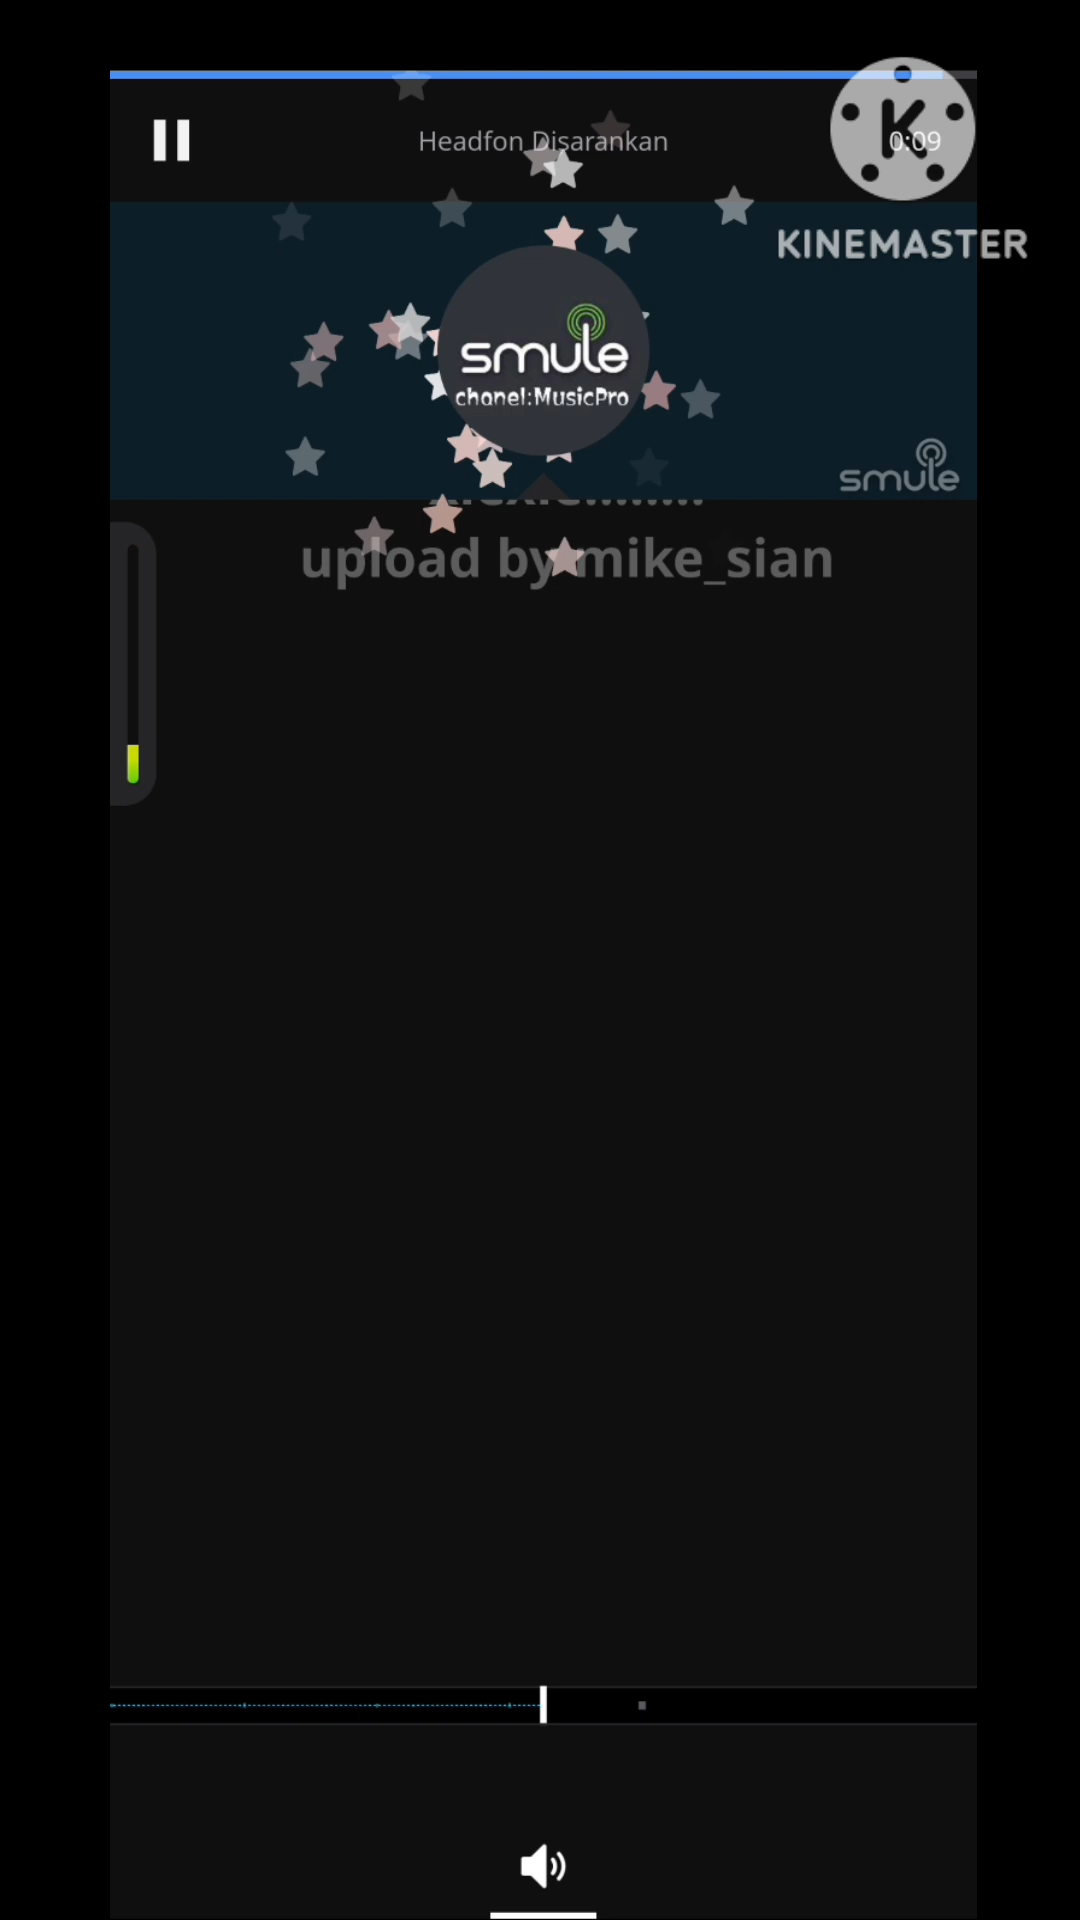 Headfon Disarankan
0:09
KINEMASTER
smule
chanel:MusicPro
smule
upload by mike_sian